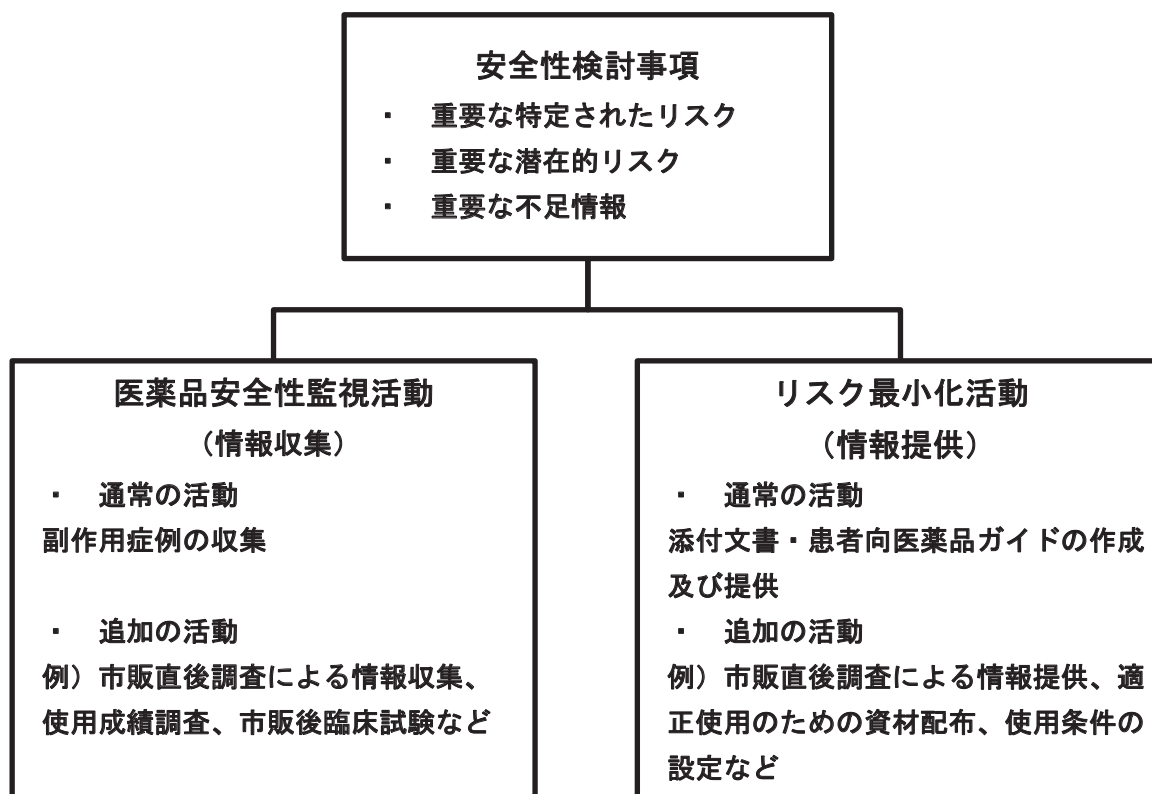 安全性検討事項
・ 重要な特定されたリスク
・ 重要な潜在的リスク
・ 重要な不足情報
医薬品安全性監視活動
（情報収集）
・ 通常の活動
副作用症例の収集
・ 追加の活動
例）市販直後調査による情報収集、
使用成績調査、市販後臨床試験など
リスク最小化活動
（情報提供）
・ 通常の活動
添付文書・患者向医薬品ガイドの作成
及び提供
・ 追加の活動
例）市販直後調査による情報提供、適
正使用のための資材配布、使用条件の
設定など